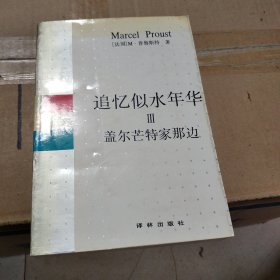 Marcel Proust
[法国]M·普鲁斯特 著
追忆似水年华
III
盖尔芒特家那边
译林出版社